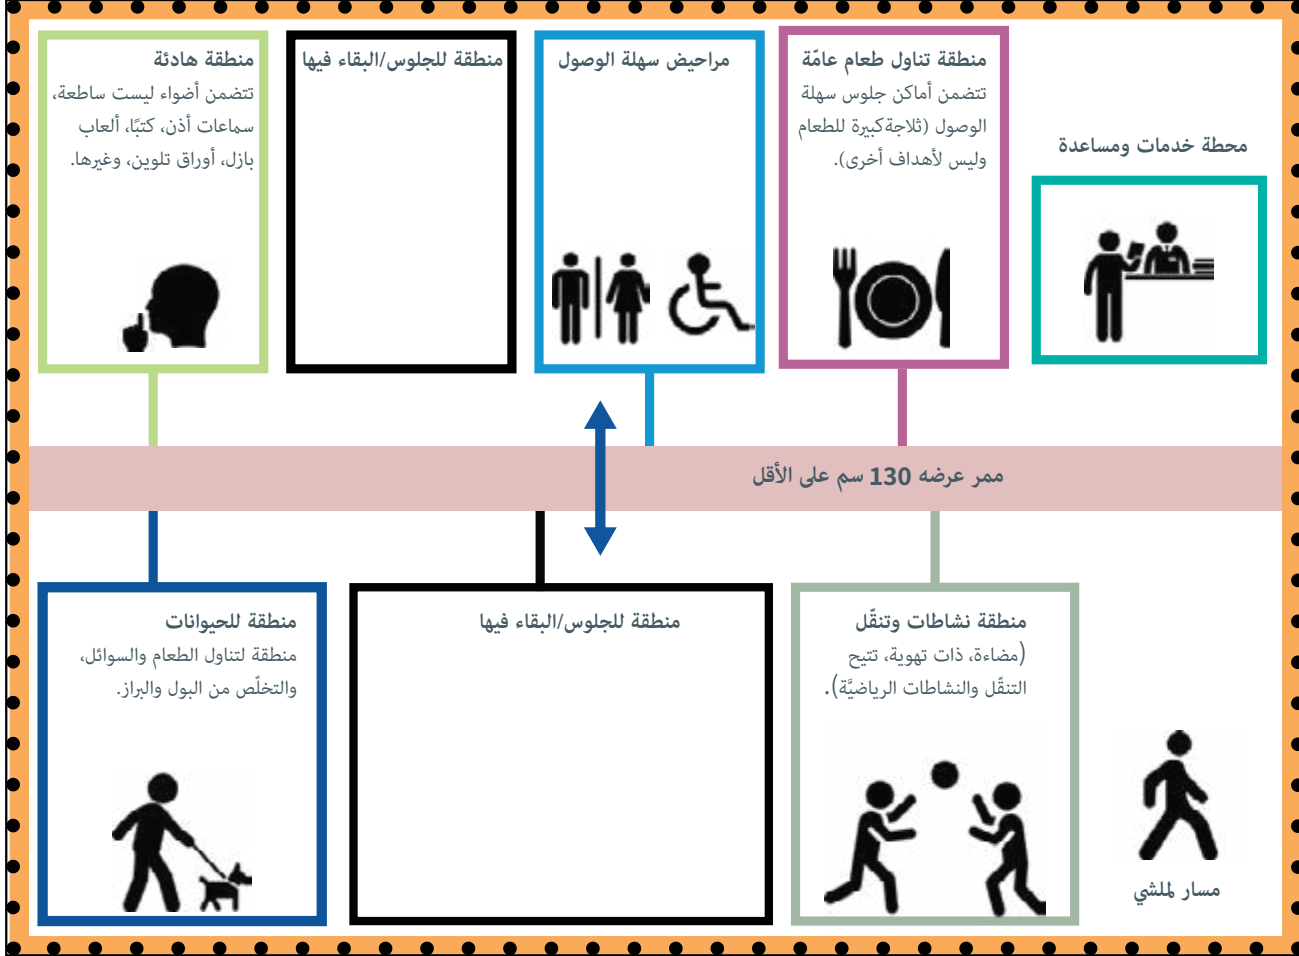 محطة خدمات ومساعدة
منطقة تناول طعام عامّة
تتضمن أماكن جلوس سهلة
الوصول (ثلاجة كبيرة للطعام
وليس لأهداف أخرى).
مراحيض سهلة الوصول
منطقة للجلوس/البقاء فيها
منطقة هادئة
تتضمن أضواء ليست ساطعة،
سماعات أذن، كتبًا، ألعاب
بازل، أوراق تلوين، وغيرها.
ممر عرضه 130 سم على الأقل
مسار لملشي
منطقة نشاطات وتنقّل
(مضاءة، ذات تهوية، تتيح
التنقّل والنشاطات الرياضيَّة).
منطقة للجلوس/البقاء فيها
منطقة للحيوانات
منطقة لتناول الطعام والسوائل،
والتخلّص من البول والبراز.